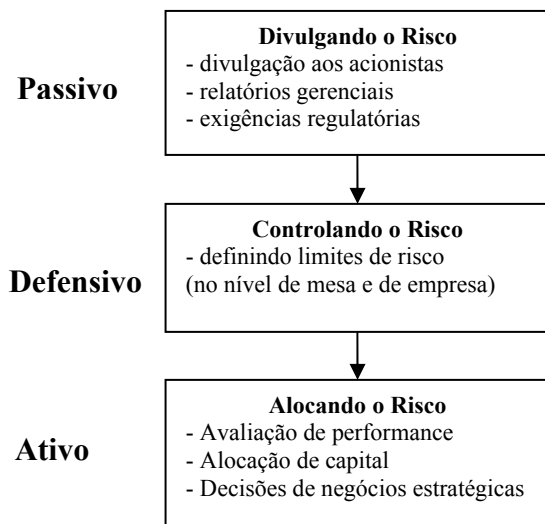 Passivo
Divulgando o Risco
- divulgação aos acionistas
- relatórios gerenciais
- exigências regulatórias
Defensivo
Controlando o Risco
- definindo limites de risco
(no nível de mesa e de empresa)
Ativo
Alocando o Risco
- Avaliação de performance
- Alocação de capital
- Decisões de negócios estratégicas